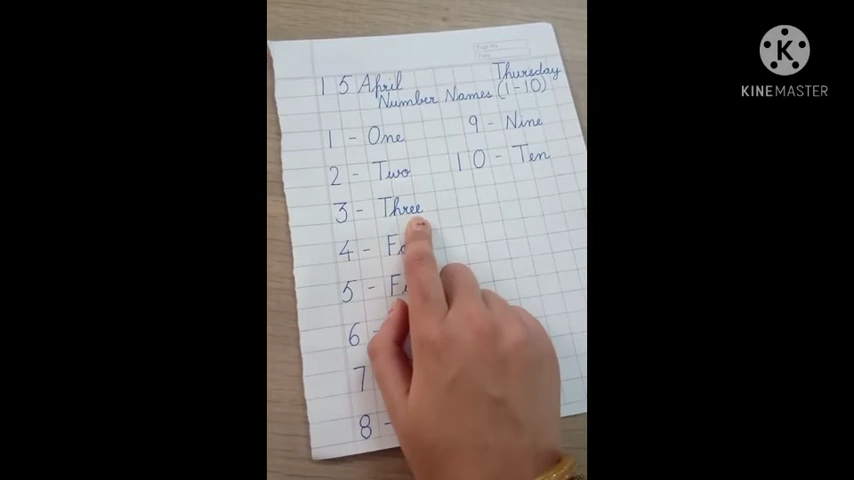 15 April Thursday
Number Names (1-10)
1 - One
2 - Two
3 - Three
4 -
5 -
6 -
7
8 -
9 - Nine
10 - Ten
K
KINEMASTER